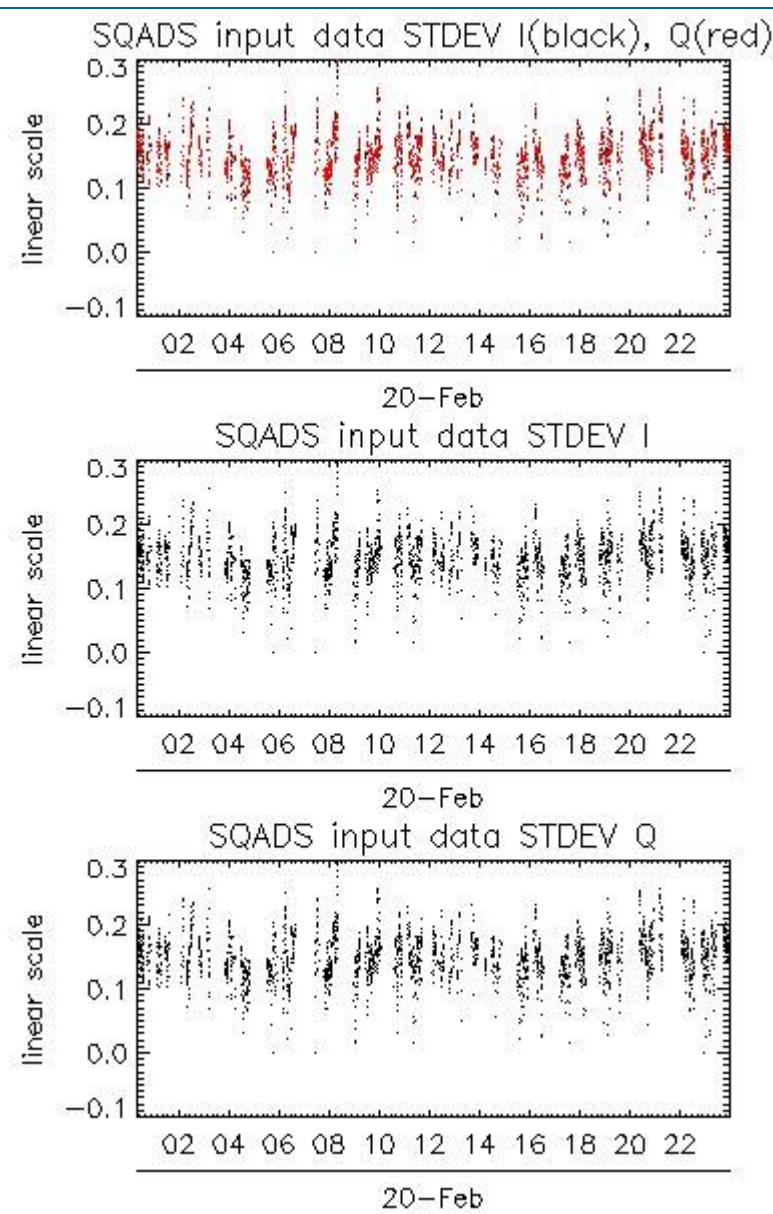 SQADS input data STDEV I(black), Q(red)
0.3
0.2
0.1
0.0
−0.1
linear scale
02 04 06 08 10 12 14 16 18 20 22
20−Feb
SQADS input data STDEV I
0.3
0.2
0.1
0.0
−0.1
linear scale
02 04 06 08 10 12 14 16 18 20 22
20−Feb
SQADS input data STDEV Q
0.3
0.2
0.1
0.0
−0.1
linear scale
02 04 06 08 10 12 14 16 18 20 22
20−Feb